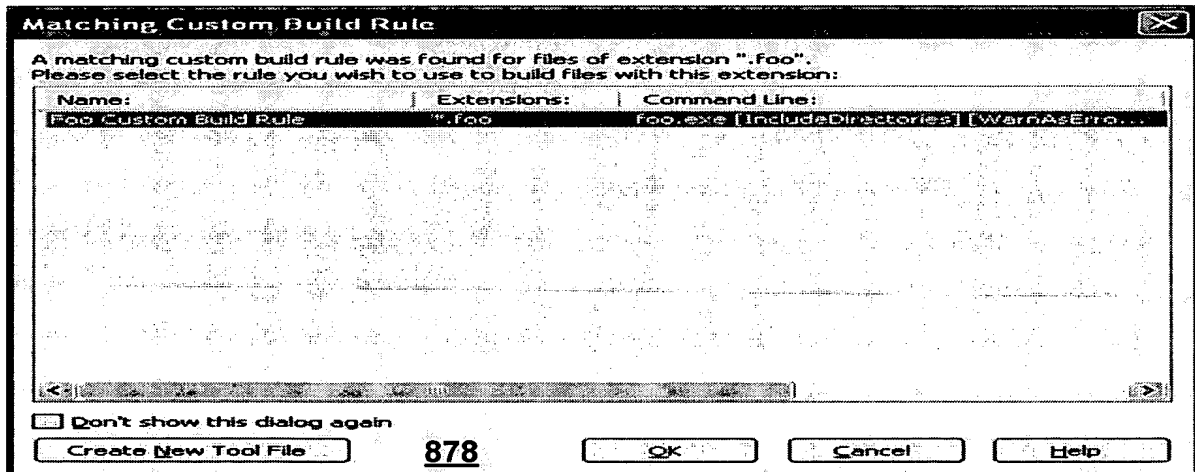 Matching Custom Build Rule
A matching custom build rule was found for files of extension ".foo".
Please select the rule you wish to use to build files with this extension:
Name: Extensions: Command Line:
Foo Custom Build Rule *.foo foo.exe [IncludeDirectories] [WarnAsErro...
Don't show this dialog again
Create New Tool File 878 OK Cancel Help